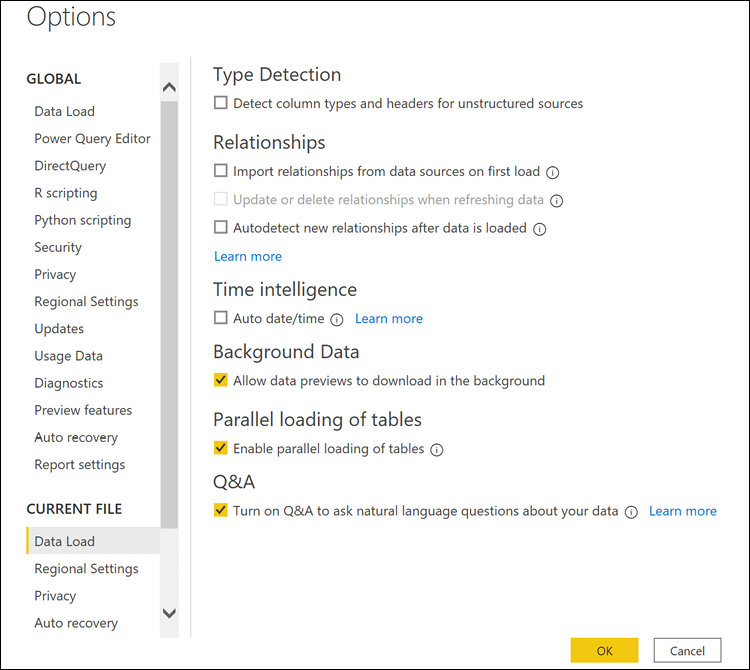 Options
GLOBAL
Data Load
Power Query Editor
DirectQuery
R scripting
Python scripting
Security
Privacy
Regional Settings
Updates
Usage Data
Diagnostics
Preview features
Auto recovery
Report settings
CURRENT FILE
Data Load
Regional Settings
Privacy
Auto recovery
Type Detection
Detect column types and headers for unstructured sources
Relationships
Import relationships from data sources on first load
Update or delete relationships when refreshing data
Autodetect new relationships after data is loaded
Learn more
Time intelligence
Auto date/time Learn more
Background Data
Allow data previews to download in the background
Parallel loading of tables
Enable parallel loading of tables
Q&A
Turn on Q&A to ask natural language questions about your data Learn more
OK Cancel